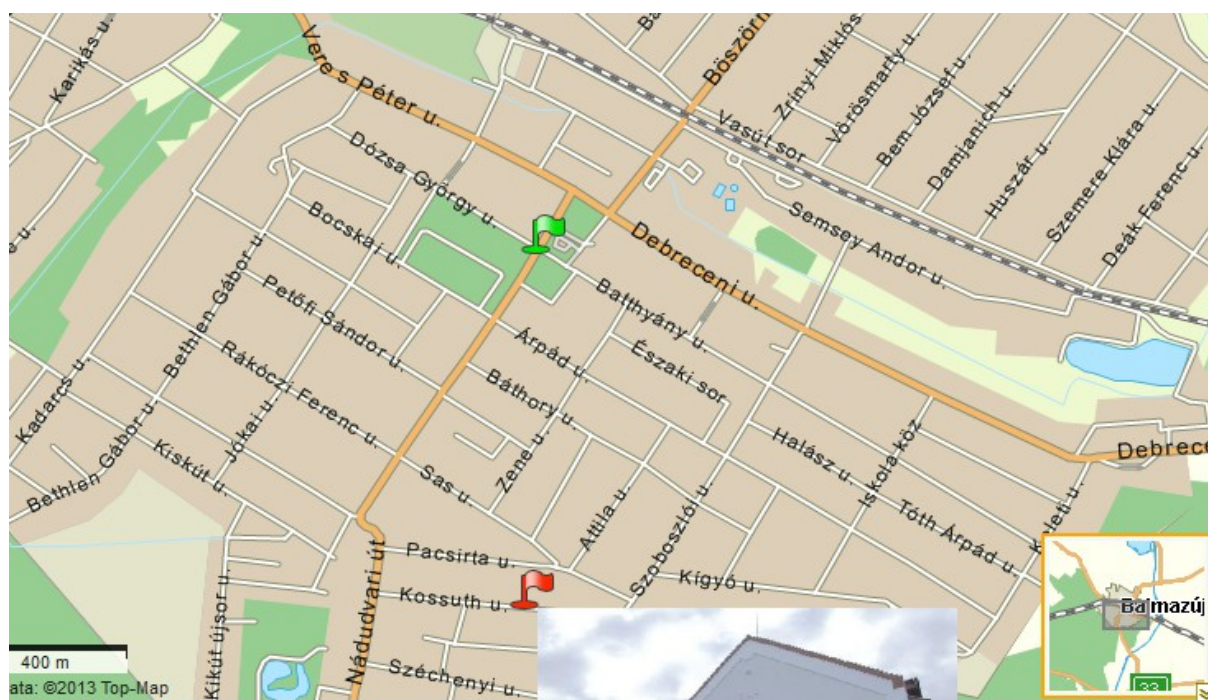 Karikás u.
Veres Péter u.
Ba
Böszörm
Zrínyi Miklós
Vörösmarty u.
Bem József u.
Damjanich u.
Huszár u.
Szemere Klára u.
Deák Ferenc u.
Vasút sor
Semsey Andor u.
Dózsa György u.
Bocskai u.
Debreceni u.
e u.
Bethlen Gábor u.
Petőfi Sándor u.
Batthyány u.
Árpád u.
Északi sor
Rákóczi Ferenc u.
Báthory u.
Kadarcs u.
Bethlen Gábor u.
Jókai u.
Kiskút u.
Sas u.
Zene u.
Attila u.
Szoboszlói u.
Halász u.
Iskola köz
Tóth Árpád u.
Keleti u.
Debrece
Pacsirta u.
Kígyó u.
Kossuth u.
Nádudvari út
Kikút újsor u.
Széchenyi u.
Balmazúj
33
400 m
ata: ©2013 Top-Map